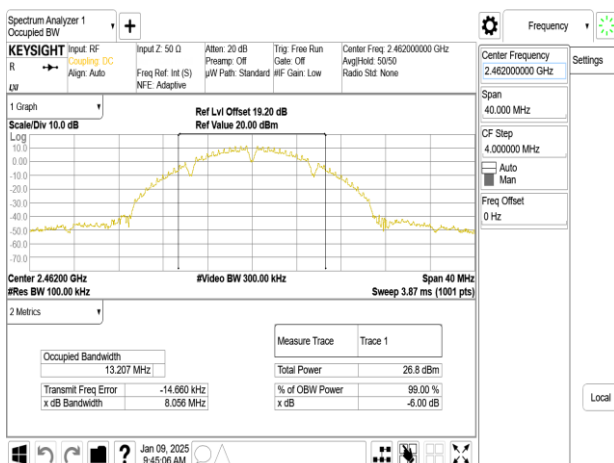 Spectrum Analyzer 1
Occupied BW
+
Frequency
KEYSIGHT
R
Input: RF
Coupling: DC
Align: Auto
Input Z: 50 Ω
Freq Ref: Int (S)
NFE: Adaptive
Atten: 20 dB
Preamp: Off
µW Path: Standard
Trig: Free Run
Gate: Off
#IF Gain: Low
Center Freq: 2.462000000 GHz
Avg|Hold: 50/50
Radio Std: None
Center Frequency
2.462000000 GHz
Settings
Span
40.000 MHz
CF Step
4.000000 MHz
Auto
Man
Freq Offset
0 Hz
Local
1 Graph
Scale/Div 10.0 dB
Ref Lvl Offset 19.20 dB
Ref Value 20.00 dBm
Log
10.0
0.00
-10.0
-20.0
-30.0
-40.0
-50.0
-60.0
-70.0
Center 2.46200 GHz
#Video BW 300.00 kHz
Span 40 MHz
#Res BW 100.00 kHz
Sweep 3.87 ms (1001 pts)
2 Metrics
Measure Trace
Trace 1
Occupied Bandwidth
13.207 MHz
Total Power
26.8 dBm
Transmit Freq Error
-14.660 kHz
% of OBW Power
99.00 %
x dB Bandwidth
8.056 MHz
x dB
-6.00 dB
?
Jan 09, 2025
9:45:06 AM